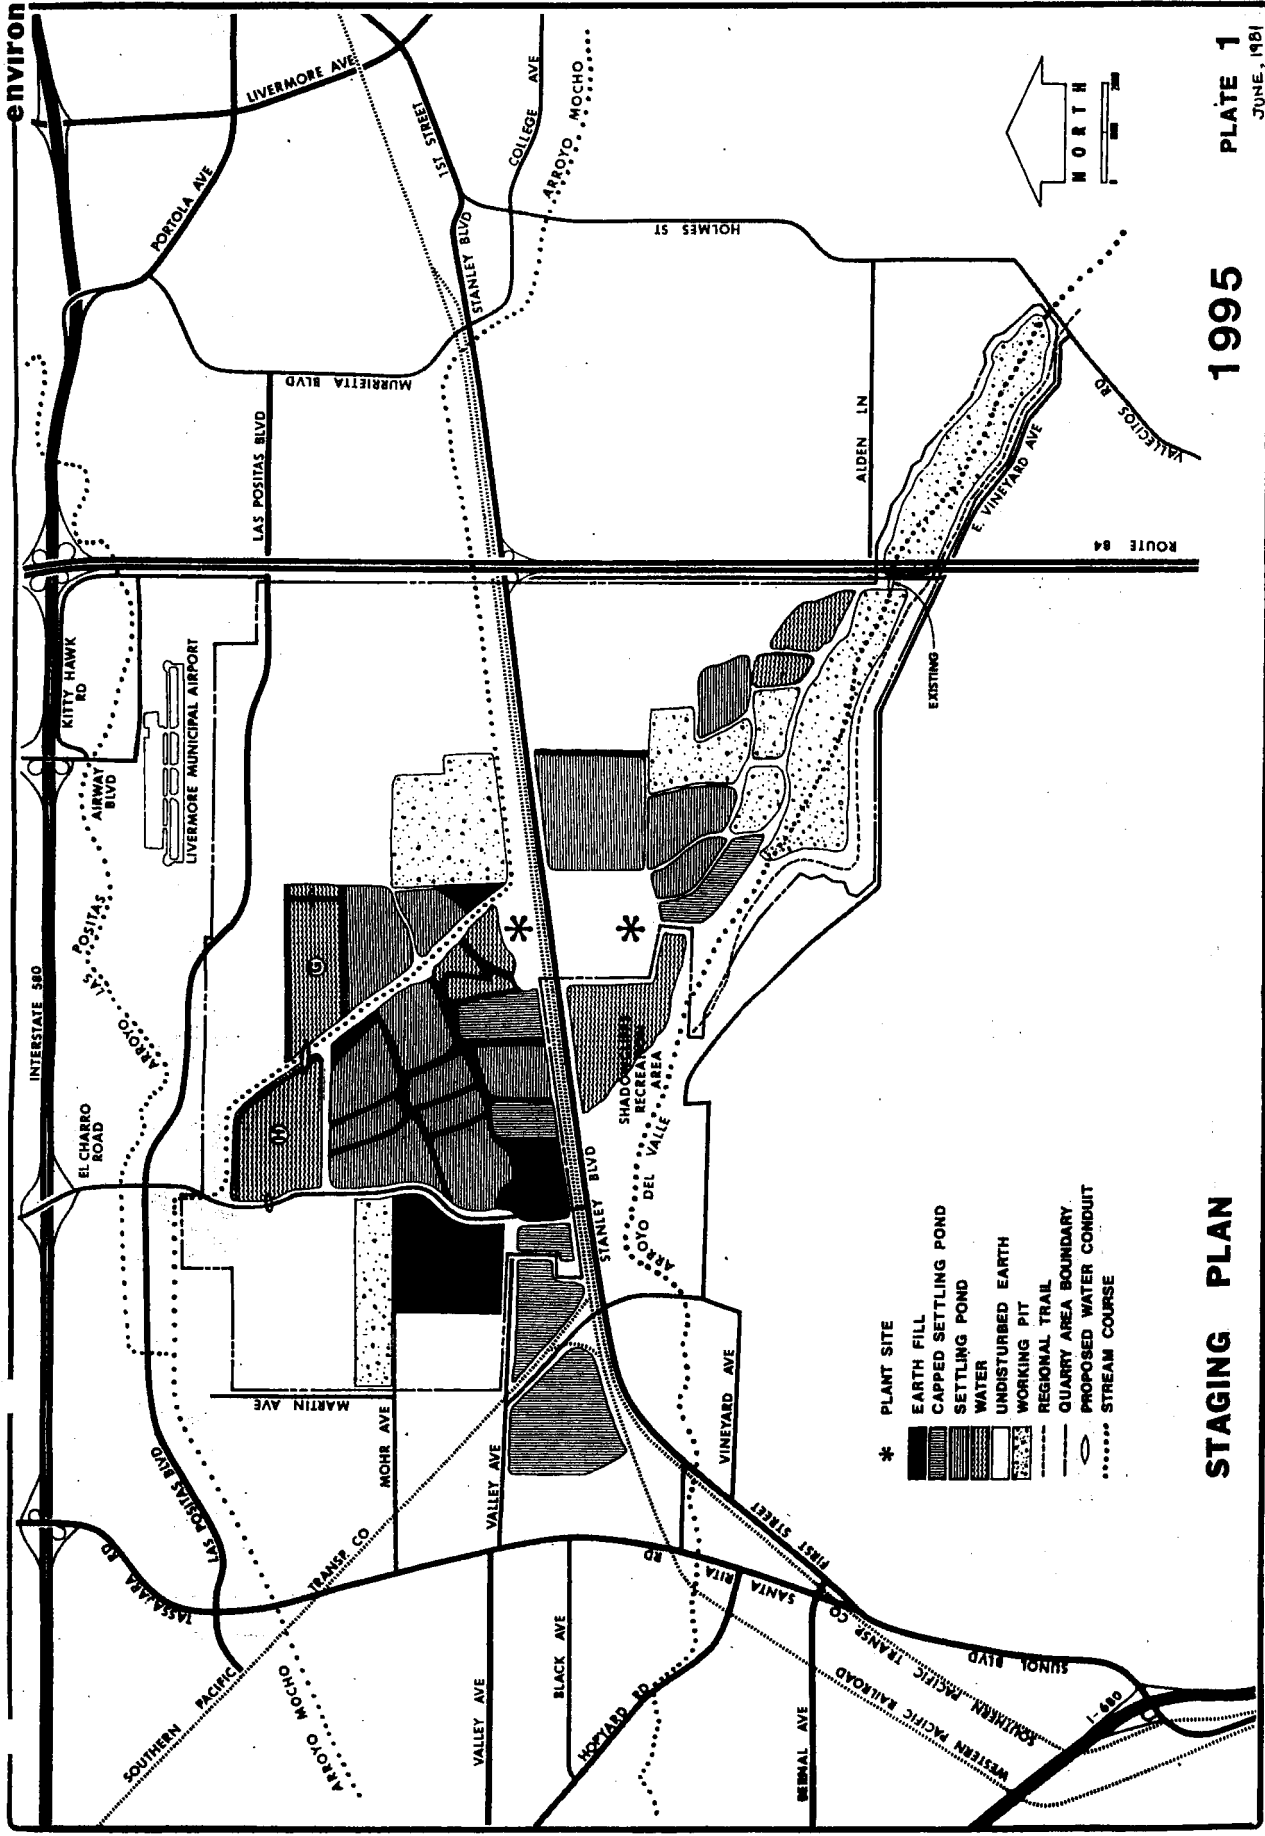 environ
INTERSTATE 580
TASSAJARA RD
LAS POSITAS BLVD
EL CHARRO
ROAD
ARROYO LAS POSITAS
AIRWAY
BLVD
KITTY HAWK
RD
LIVERMORE MUNICIPAL AIRPORT
LAS POSITAS BLVD
PORTOLA AVE
LIVERMORE AVE
MURRIETTA BLVD
1ST STREET
STANLEY BLVD
COLLEGE AVE
ARROYO MOCHO
HOLMES ST
ALDEN LN
E. VINEYARD AVE
VALLECITOS RD
ROUTE 84
EXISTING
G
H
SOUTHERN PACIFIC TRANSP CO
ARROYO MOCHO
MARTIN AVE
MOHR AVE
VALLEY AVE
VALLEY AVE
BLACK AVE
HOPYARD RD
SANTA RITA RD
BERNAL AVE
FIRST STREET
VINEYARD AVE
STANLEY BLVD
ARROYO DEL VALLE
SHADOW CLIFFS
RECREATION
AREA
SOUTHERN PACIFIC TRANSP CO
WESTERN PACIFIC RAILROAD
SUNOL BLVD
I-680
PLANT SITE
EARTH FILL
CAPPED SETTLING POND
SETTLING POND
WATER
UNDISTURBED EARTH
WORKING PIT
REGIONAL TRAIL
QUARRY AREA BOUNDARY
PROPOSED WATER CONDUIT
STREAM COURSE
NORTH
0
STAGING PLAN
1995
PLATE 1
JUNE, 1981